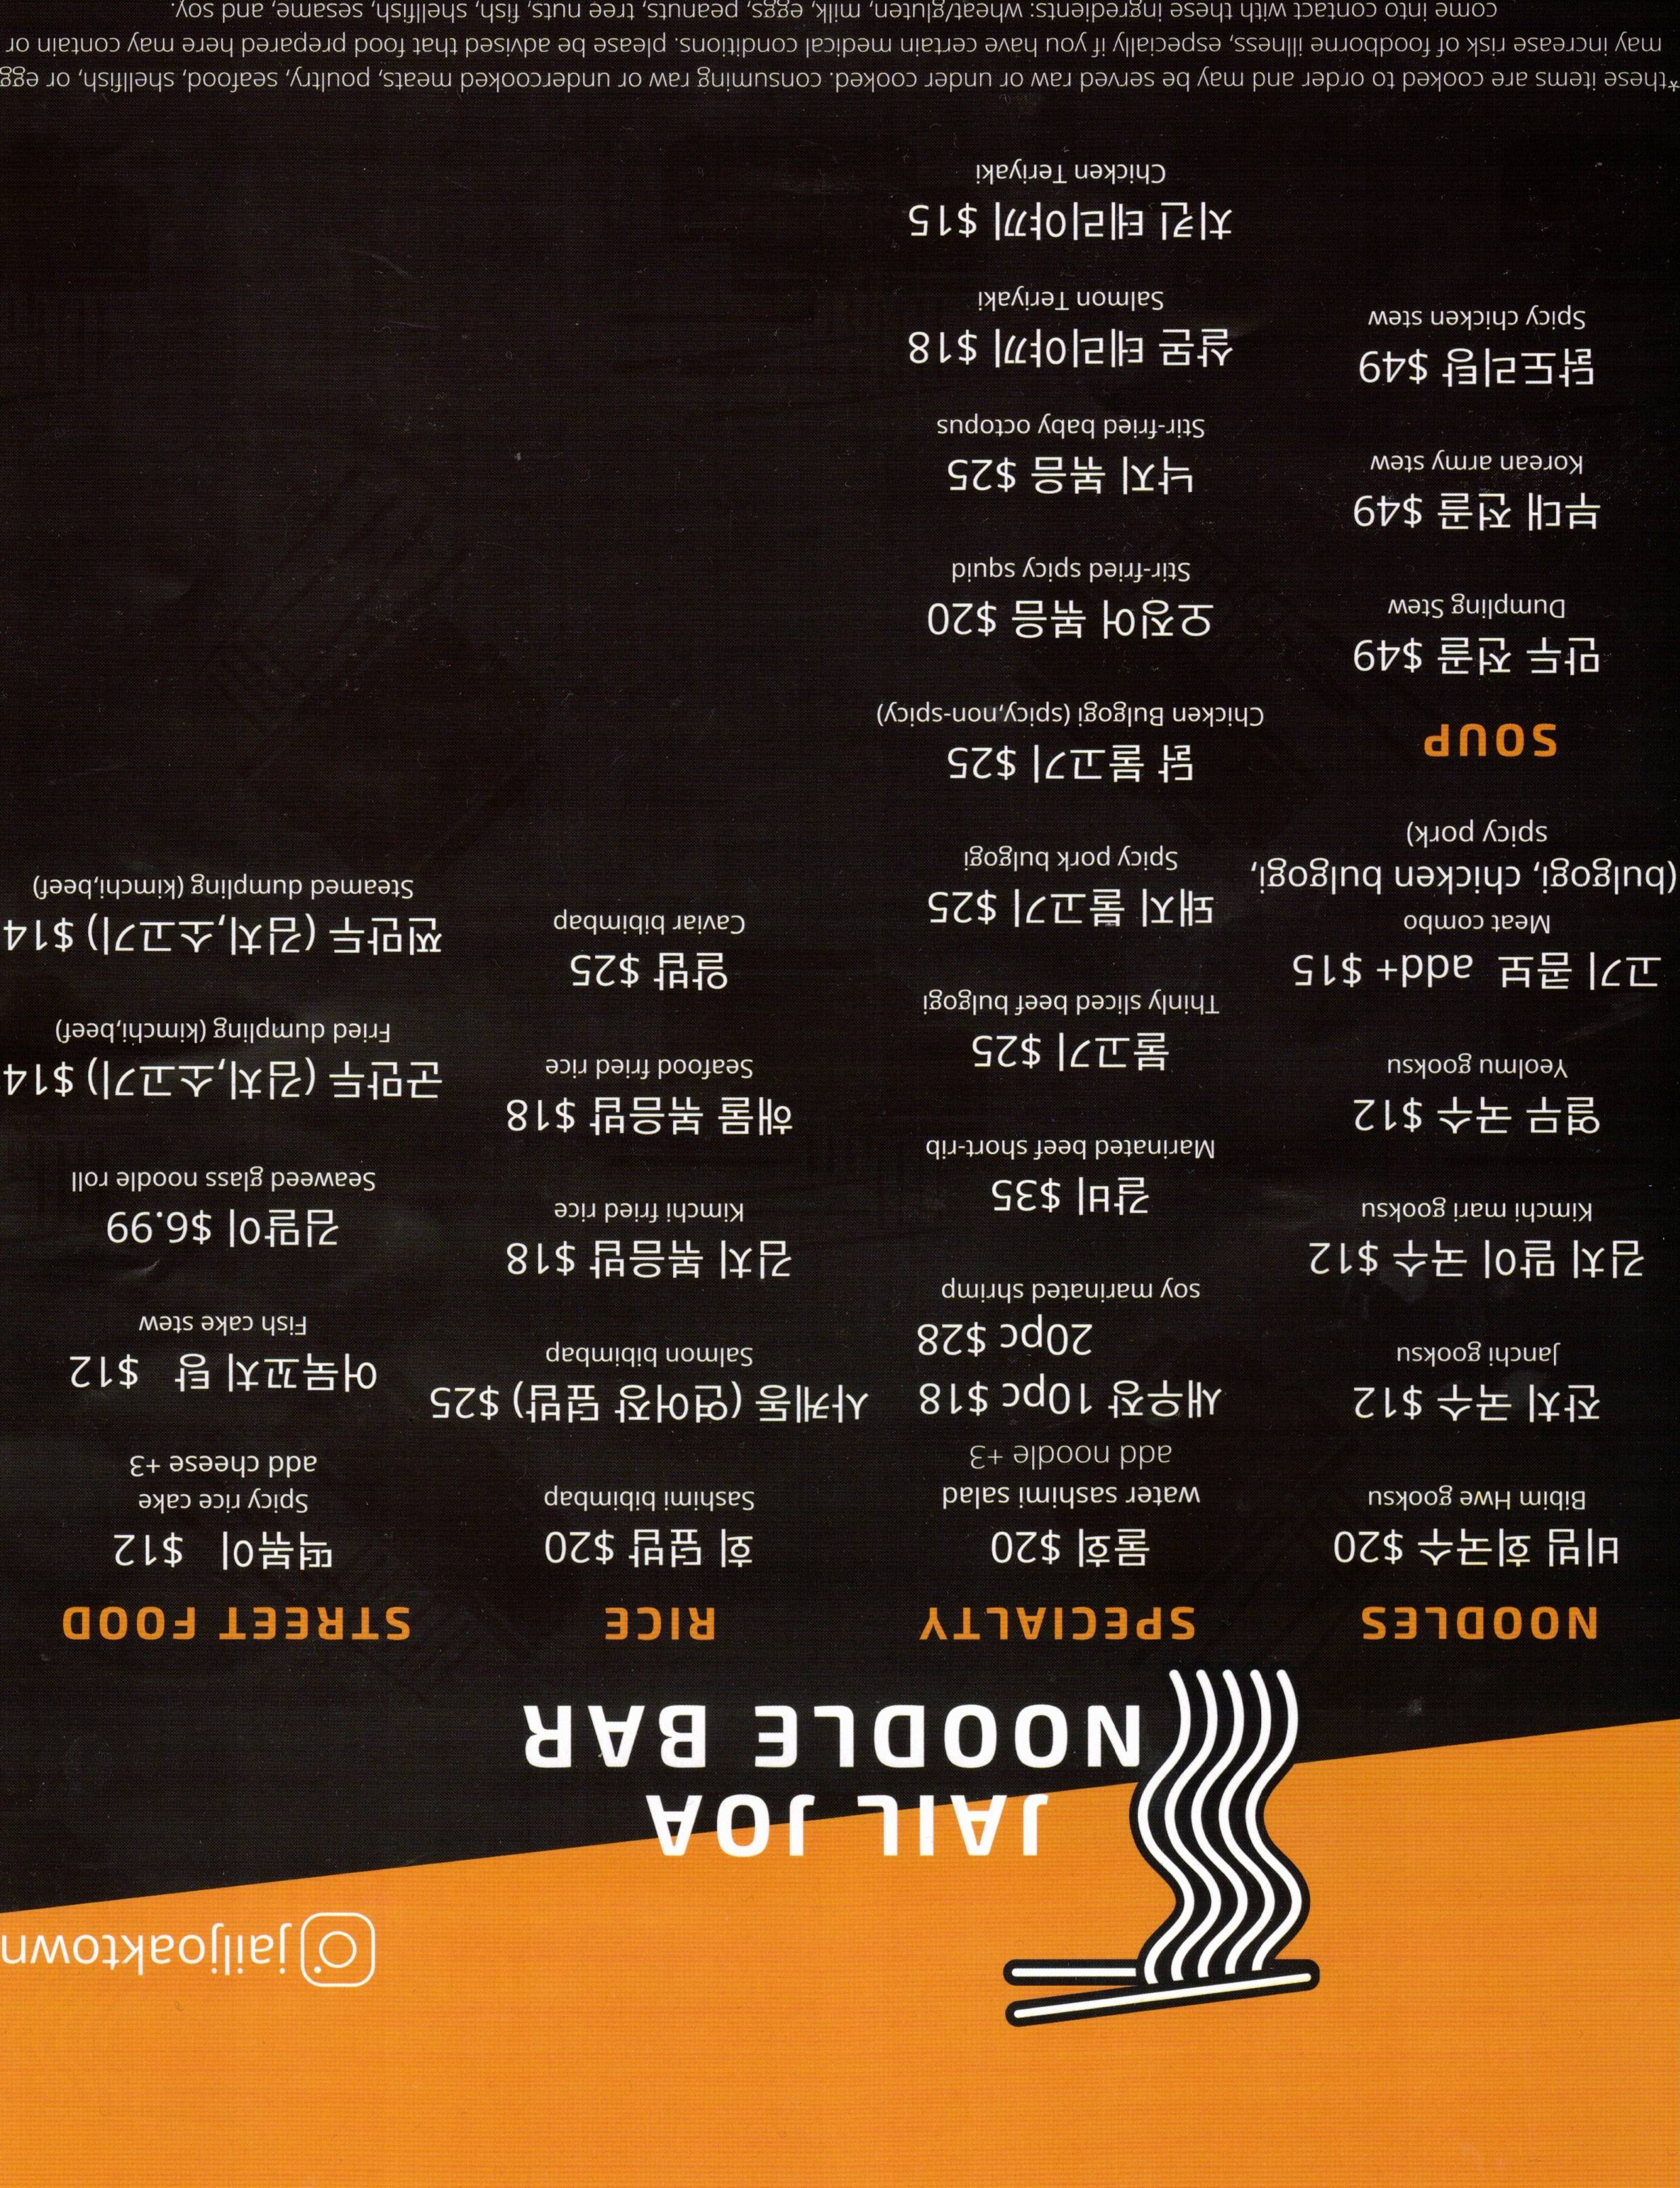 jailjoaktown
JAIL JOA
NOODLE BAR
NOODLES
비빔 회국수 $20
Bibim Hwe gooksu
잔치 국수 $12
Janchi gooksu
김치 말이 국수 $12
Kimchi mari gooksu
열무 국수 $12
Yeolmu gooksu
고기 콤보 add+ $15
Meat combo
(bulgogi, chicken bulgogi,
spicy pork)
SOUP
만두 전골 $49
Dumpling Stew
부대 전골 $49
Korean army stew
닭도리탕 $49
Spicy chicken stew
SPECIALTY
물회 $20
water sashimi salad
add noodle +3
새우장 10pc $18
20pc $28
soy marinated shrimp
갈비 $35
Marinated beef short-rib
불고기 $25
Thinly sliced beef bulgogi
돼지 불고기 $25
Spicy pork bulgogi
닭 불고기 $25
Chicken Bulgogi (spicy,non-spicy)
오징어 볶음 $20
Stir-fried spicy squid
낙지 볶음 $25
Stir-fried baby octopus
살몬 테리야끼 $18
Salmon Teriyaki
치킨 테리야끼 $15
Chicken Teriyaki
RICE
회 덮밥 $20
Sashimi bibimbap
사케동 (연어장 덮밥) $25
Salmon bibimbap
김치 볶음밥 $18
Kimchi fried rice
해물 볶음밥 $18
Seafood fried rice
알밥 $25
Caviar bibimbap
STREET FOOD
떡볶이 $12
Spicy rice cake
add cheese +3
어묵꼬치 탕 $12
Fish cake stew
김말이 $6.99
Seaweed glass noodle roll
군만두 (김치,소고기) $14
Fried dumpling (kimchi,beef)
찐만두 (김치,소고기) $14
Steamed dumpling (kimchi,beef)
*these items are cooked to order and may be served raw or under cooked. consuming raw or undercooked meats, poultry, seafood, shellfish, or egg
may increase risk of foodborne illness, especially if you have certain medical conditions. please be advised that food prepared here may contain or
come into contact with these ingredients: wheat/gluten, milk, eggs, peanuts, tree nuts, fish, shellfish, sesame, and soy.